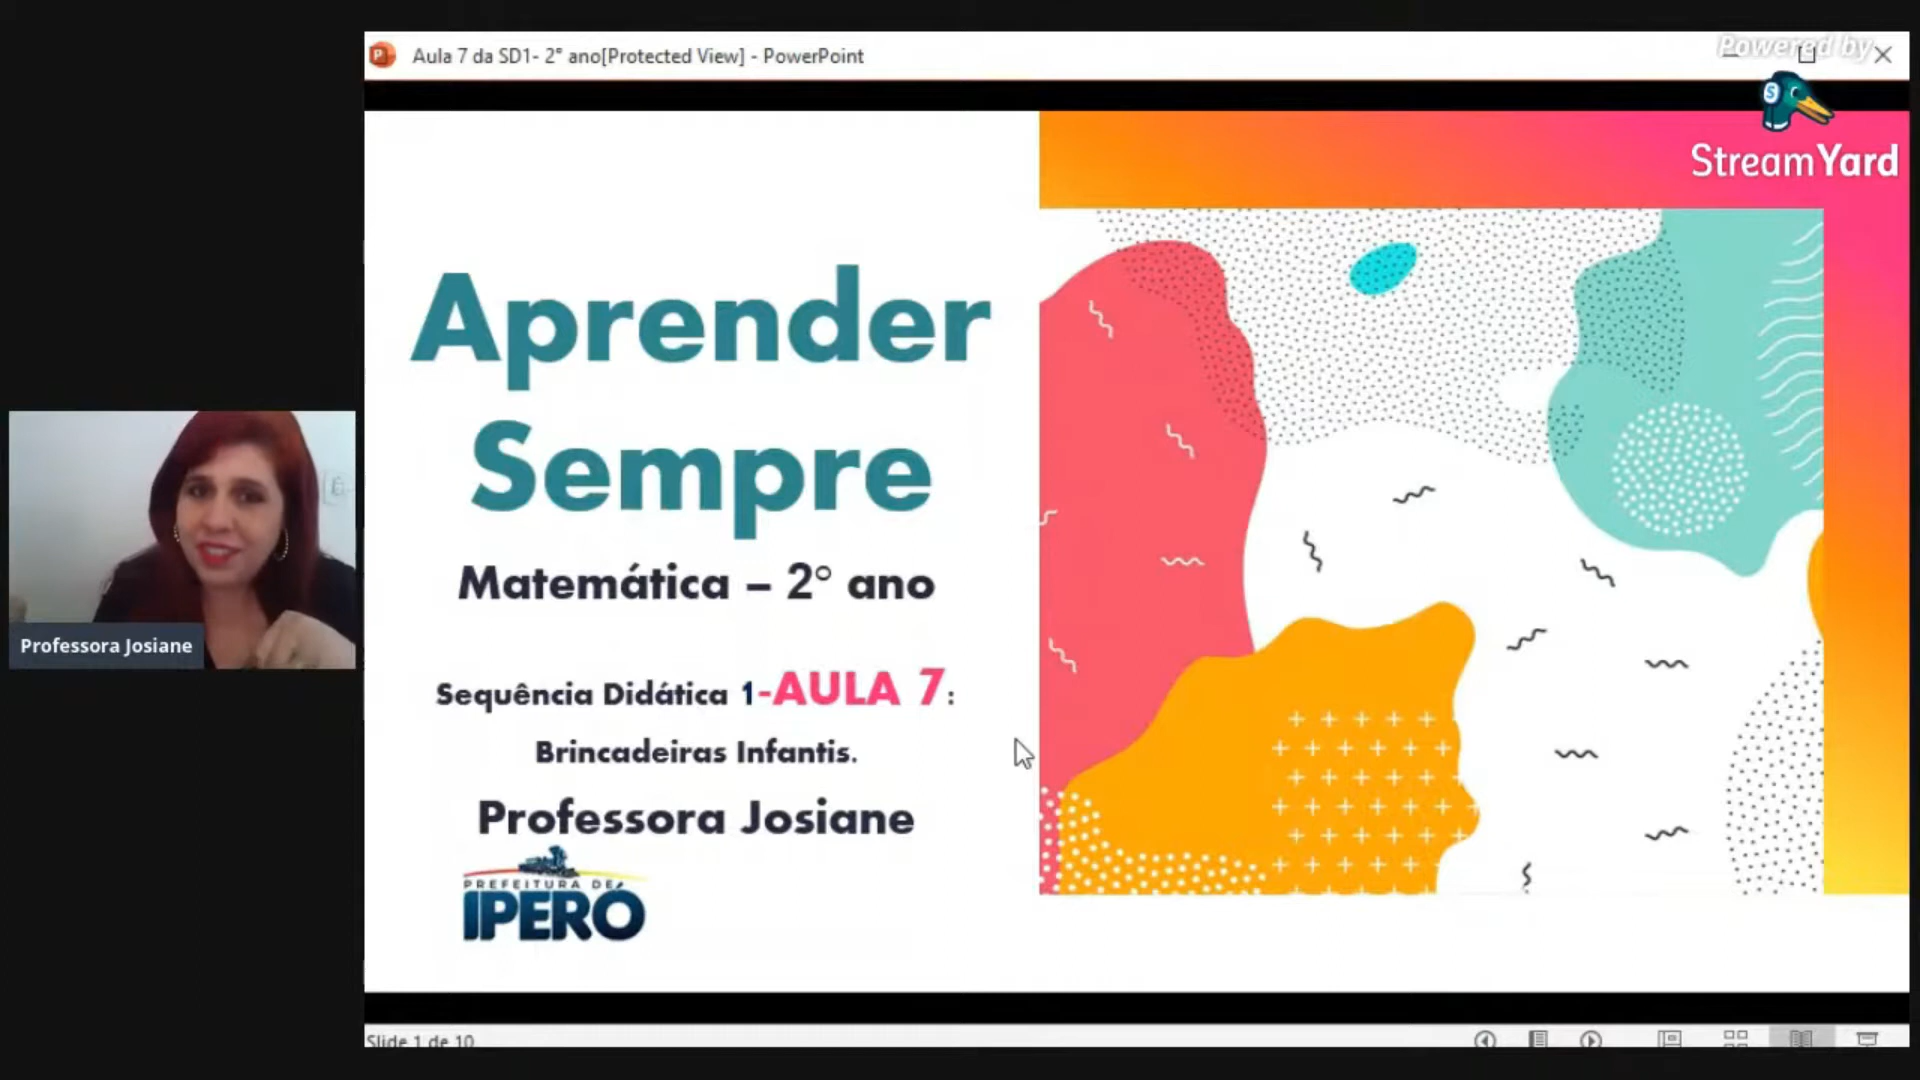 Aula 7 da SD1- 2° ano[Protected View] - PowerPoint
Powered by
StreamYard
Aprender
Sempre
Matemática – 2° ano
Sequência Didática 1-AULA 7:
Brincadeiras Infantis.
Professora Josiane
PREFEITURA DE
IPERÓ
Professora Josiane
Slide 1 de 10